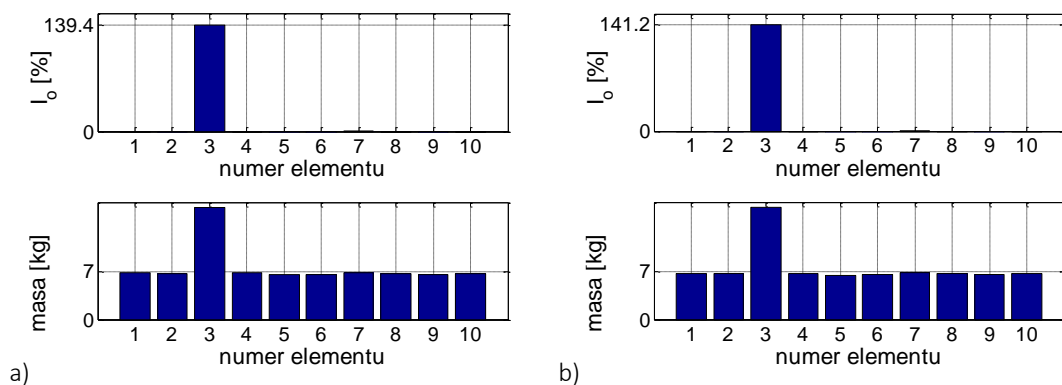 139.4
I_o [%]
0
1 2 3 4 5 6 7 8 9 10
numer elementu
7
masa [kg]
0
1 2 3 4 5 6 7 8 9 10
numer elementu
a)
141.2
I_o [%]
0
1 2 3 4 5 6 7 8 9 10
numer elementu
7
masa [kg]
0
1 2 3 4 5 6 7 8 9 10
numer elementu
b)